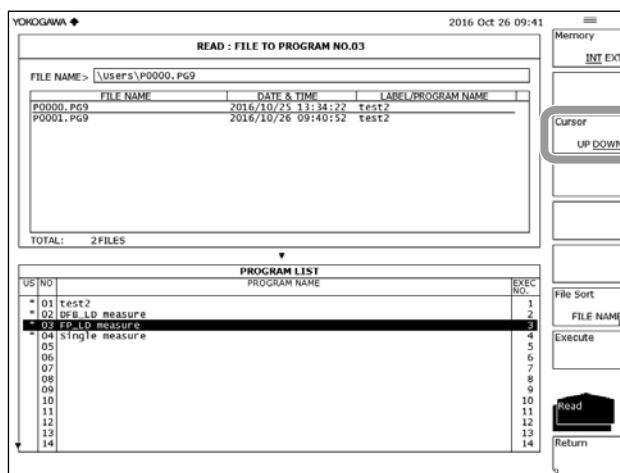 YOKOGAWA ◆ 2016 Oct 26 09:41
READ : FILE TO PROGRAM NO.03
FILE NAME> \Users\P0000.PG9
FILE NAME DATE & TIME LABEL/PROGRAM NAME
P0000.PG9 2016/10/25 13:34:22 test2
P0001.PG9 2016/10/26 09:40:52 test2
TOTAL: 2FILES
▼
PROGRAM LIST
US NO PROGRAM NAME EXEC NO.
* 01 test2 1
* 02 DFB_LD measure 2
* 03 FP_LD measure 3
* 04 Single measure 4
05 5
06 6
07 7
08 8
09 9
10 10
11 11
12 12
13 13
14 14
Memory
INT EXT
Cursor
UP DOWN
File Sort
FILE NAME
Execute
Read
Return